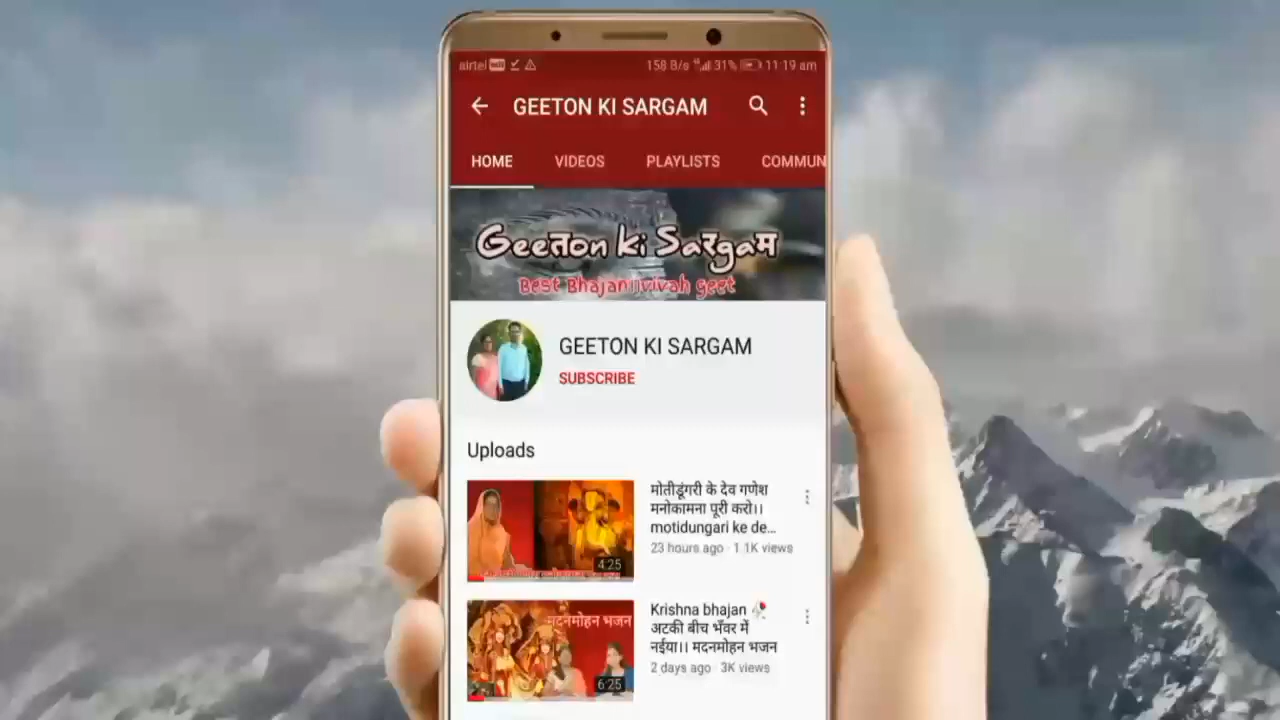 airtel 158 B/s 31% 11:19 am
GEETON KI SARGAM
HOME VIDEOS PLAYLISTS COMMUN
Geeतon ki Saरgaम
Best Bhajan||vivah geet
GEETON KI SARGAM
SUBSCRIBE
Uploads
मोतीडूंगरी के देव गणेश
मनोकामना पूरी करो।।
motidungari ke de...
23 hours ago · 1.1K views
4:25
मदनमोहन भजन
Krishna bhajan 🥀
अटकी बीच भँवर में
नईया।। मदनमोहन भजन
2 days ago · 3K views
6:25